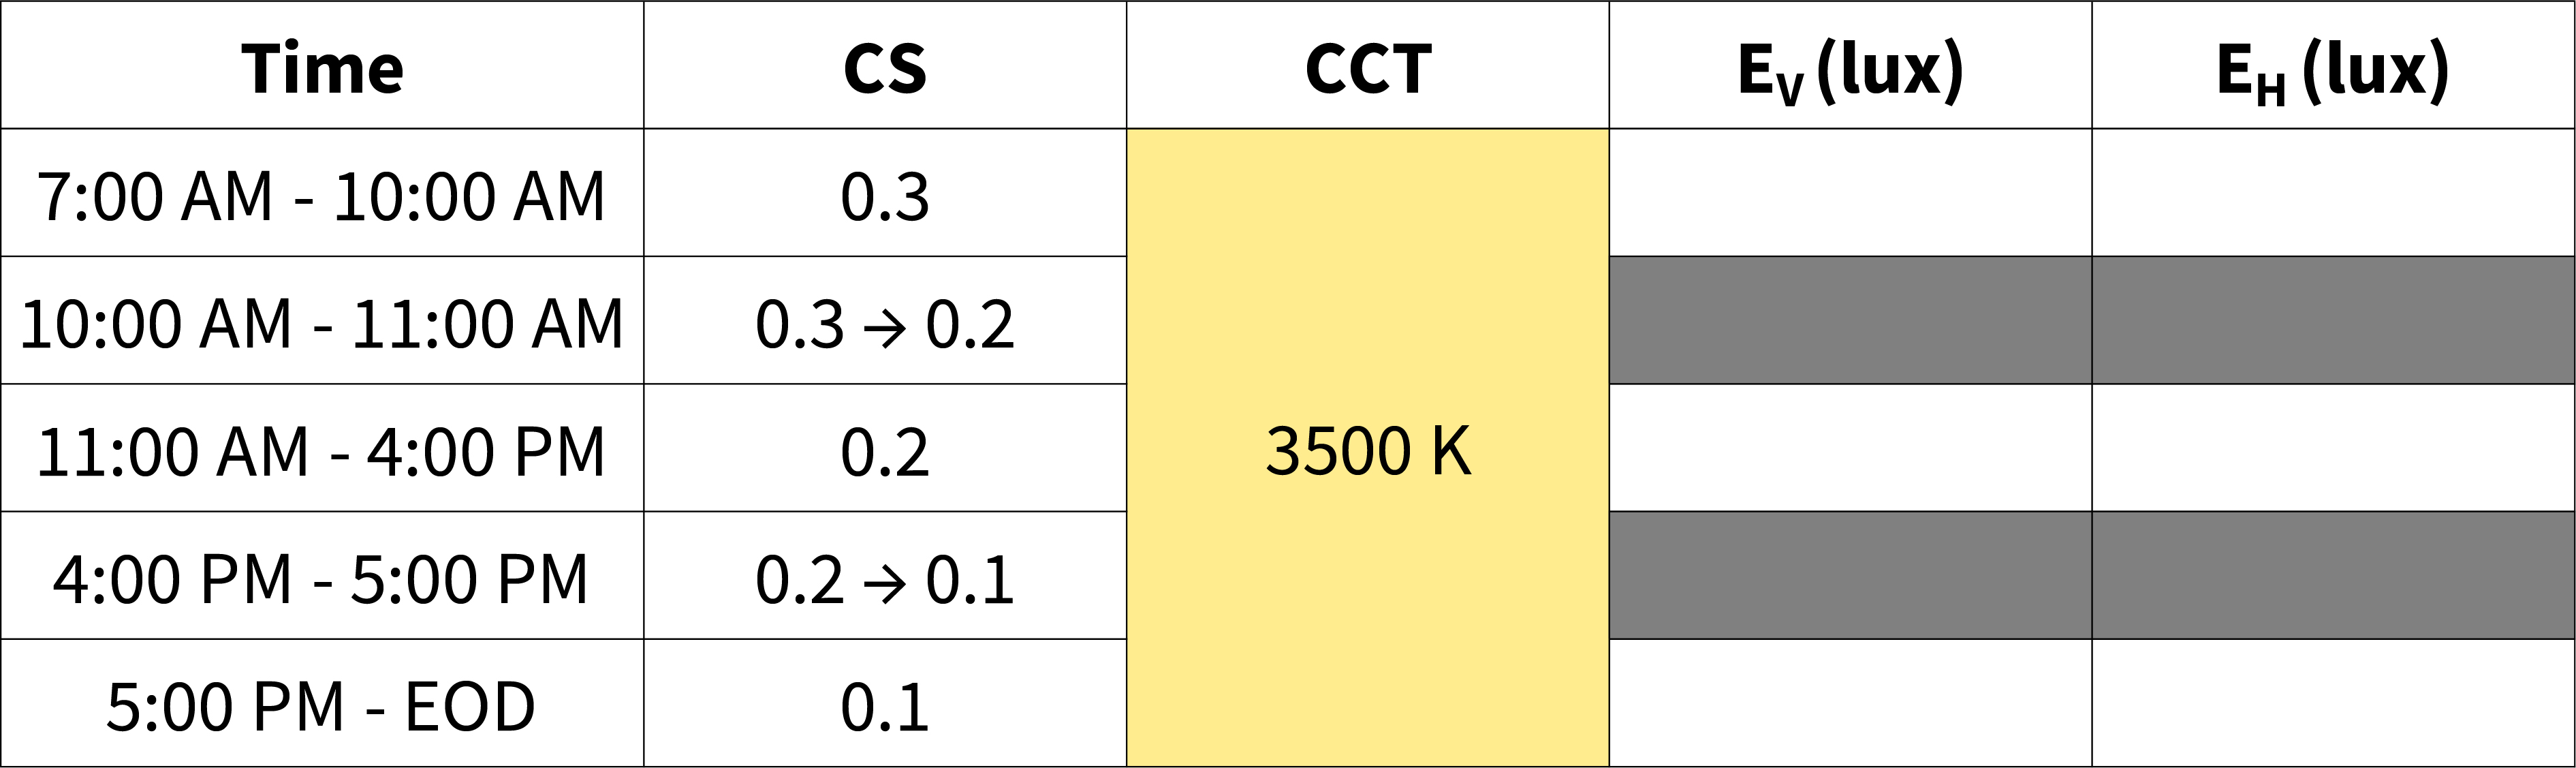 Time CS CCT EV (lux) EH (lux)
7:00 AM - 10:00 AM 0.3
10:00 AM - 11:00 AM 0.3 → 0.2
11:00 AM - 4:00 PM 0.2 3500 K
4:00 PM - 5:00 PM 0.2 → 0.1
5:00 PM - EOD 0.1